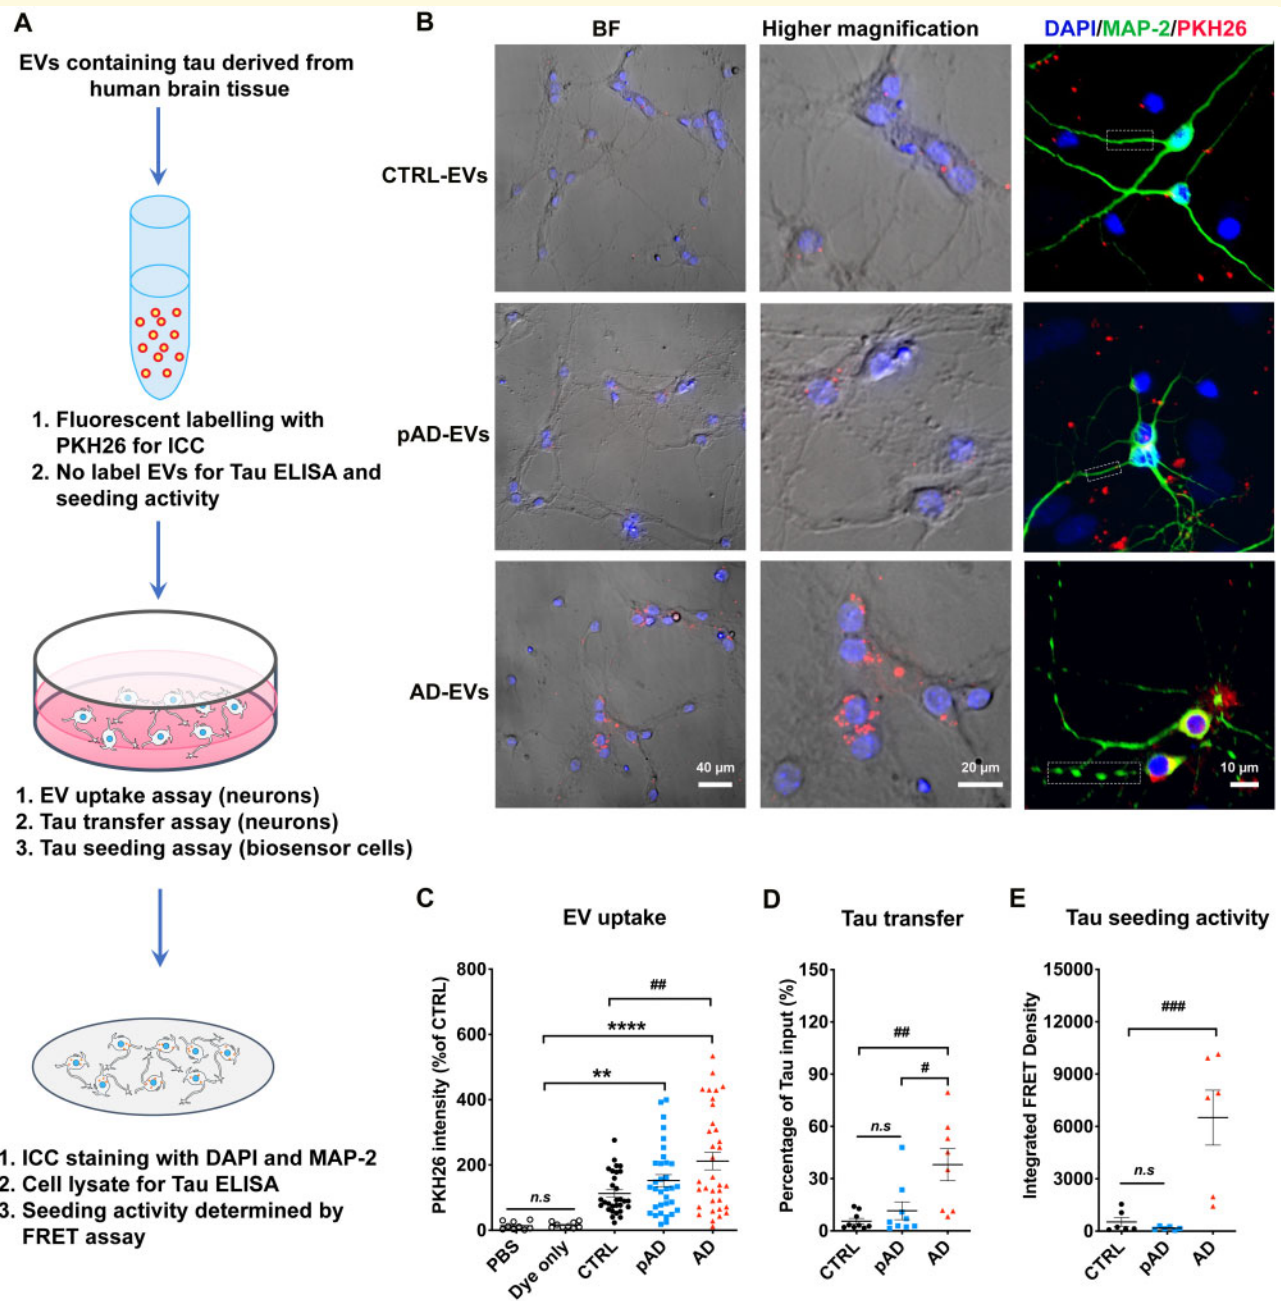 A
EVs containing tau derived from
human brain tissue
1. Fluorescent labelling with
PKH26 for ICC
2. No label EVs for Tau ELISA and
seeding activity
1. EV uptake assay (neurons)
2. Tau transfer assay (neurons)
3. Tau seeding assay (biosensor cells)
1. ICC staining with DAPI and MAP-2
2. Cell lysate for Tau ELISA
3. Seeding activity determined by
FRET assay
B
BF
Higher magnification
DAPI/MAP-2/PKH26
CTRL-EVs
pAD-EVs
AD-EVs
40 µm
20 µm
10 µm
C
EV uptake
PKH26 intensity (%of CTRL)
800
600
400
200
0
##
****
**
n.s
PBS
Dye only
CTRL
pAD
AD
D
Tau transfer
Percentage of Tau input (%)
150
120
90
60
30
0
##
#
n.s
CTRL
pAD
AD
E
Tau seeding activity
Integrated FRET Density
15000
12000
9000
6000
3000
0
###
n.s
CTRL
pAD
AD